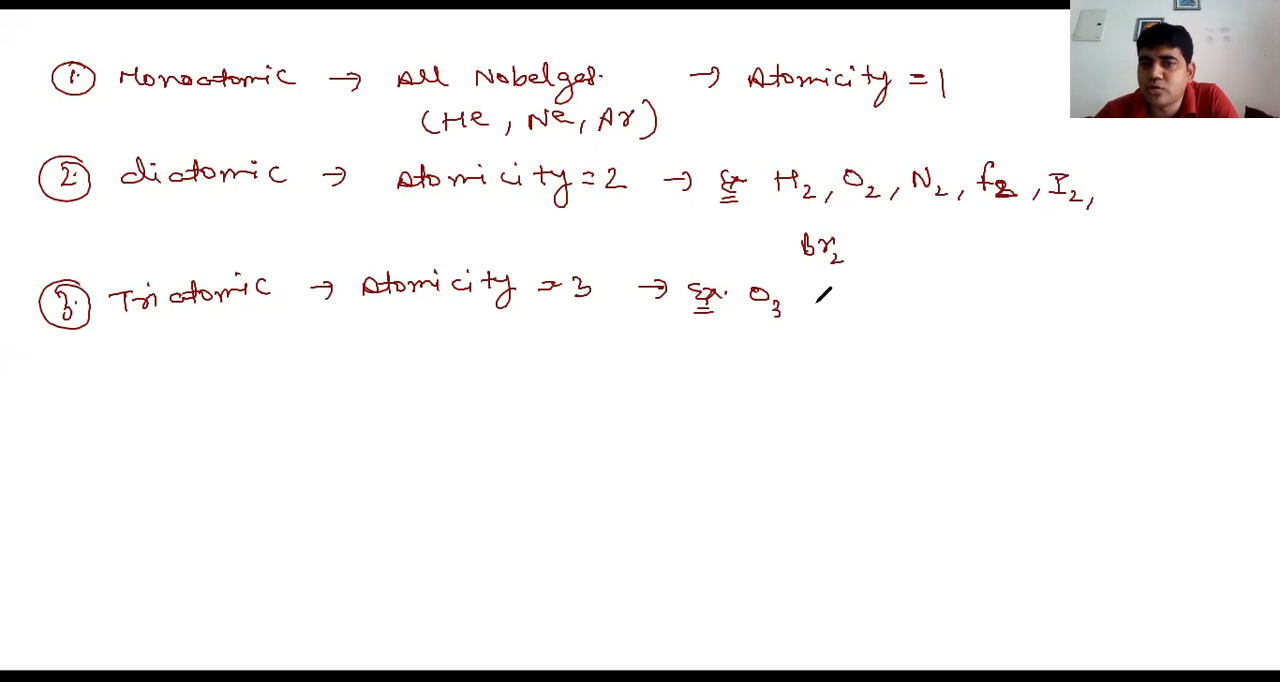 ① Monoatomic → All Nobelgas. → Atomicity = 1
(He, Ne, Ar)
② diatomic → Atomicity = 2 → Ex H₂, O₂, N₂, f₂, I₂,
br₂
③ Triatomic → Atomicity = 3 → Ex. O₃